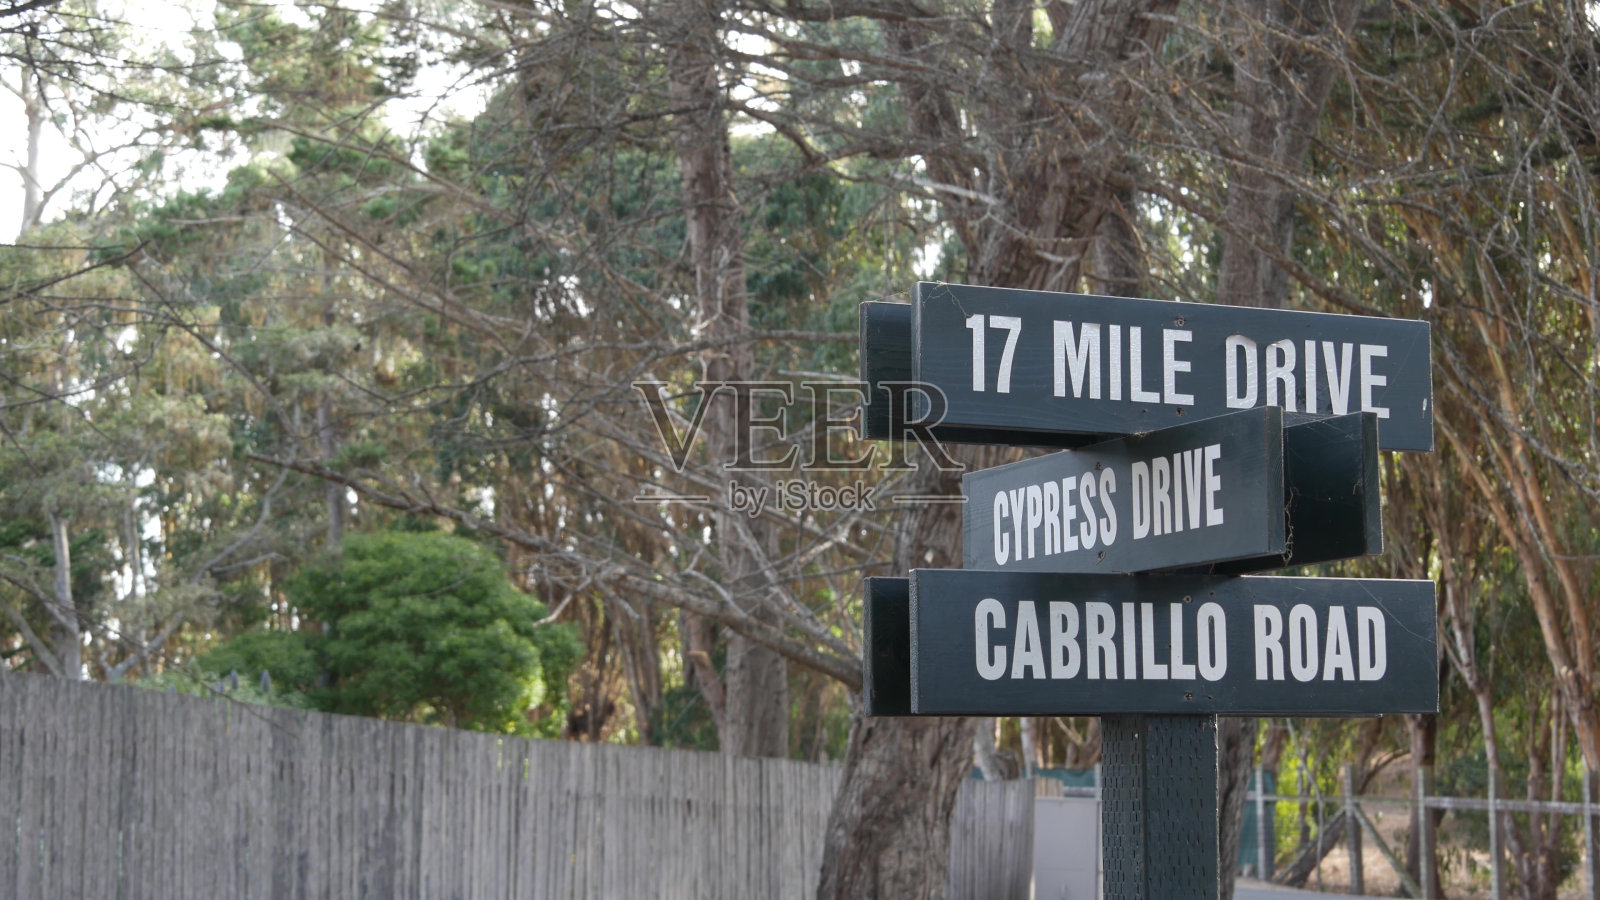 17 MILE DRIVE
CYPRESS DRIVE
CABRILLO ROAD
VEER
by iStock